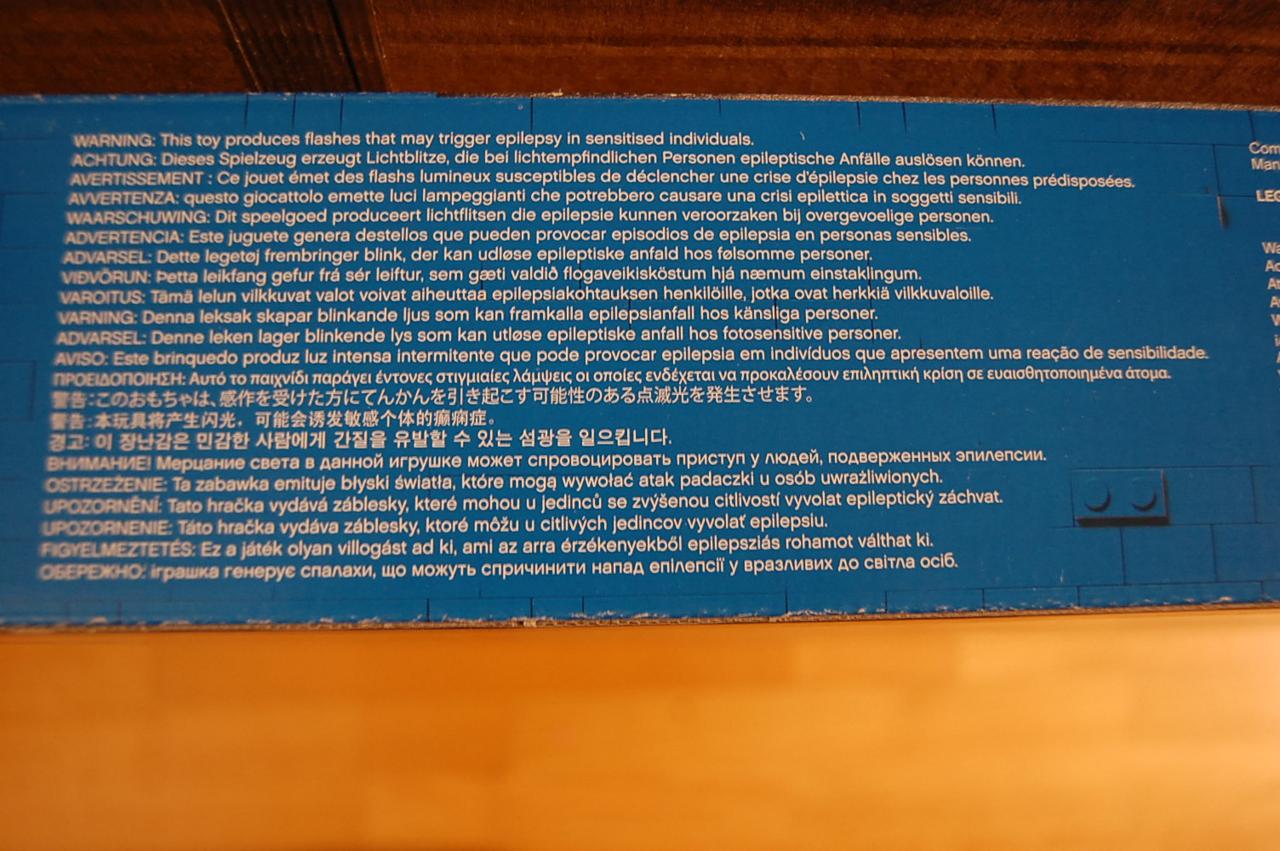 WARNING: This toy produces flashes that may trigger epilepsy in sensitised individuals.
ACHTUNG: Dieses Spielzeug erzeugt Lichtblitze, die bei lichtempfindlichen Personen epileptische Anfälle auslösen können.
AVERTISSEMENT : Ce jouet émet des flashs lumineux susceptibles de déclencher une crise d'épilepsie chez les personnes prédisposées.
AVVERTENZA: questo giocattolo emette luci lampeggianti che potrebbero causare una crisi epilettica in soggetti sensibili.
WAARSCHUWING: Dit speelgoed produceert lichtflitsen die epilepsie kunnen veroorzaken bij overgevoelige personen.
ADVERTENCIA: Este juguete genera destellos que pueden provocar episodios de epilepsia en personas sensibles.
ADVARSEL: Dette legetøj frembringer blink, der kan udløse epileptiske anfald hos følsomme personer.
VIÐVÖRUN: Þetta leikfang gefur frá sér leiftur, sem gæti valdið flogaveikisköstum hjá næmum einstaklingum.
VAROITUS: Tämä lelun vilkkuvat valot voivat aiheuttaa epilepsiakohtauksen henkilöille, jotka ovat herkkiä vilkkuvaloille.
VARNING: Denna leksak skapar blinkande ljus som kan framkalla epilepsianfall hos känsliga personer.
ADVARSEL: Denne leken lager blinkende lys som kan utløse epileptiske anfall hos fotosensitive personer.
AVISO: Este brinquedo produz luz intensa intermitente que pode provocar epilepsia em indivíduos que apresentem uma reação de sensibilidade.
ΠΡΟΕΙΔΟΠΟΙΗΣΗ: Αυτό το παιχνίδι παράγει έντονες στιγμιαίες λάμψεις οι οποίες ενδέχεται να προκαλέσουν επιληπτική κρίση σε ευαισθητοποιημένα άτομα.
警告:このおもちゃは、感作を受けた方にてんかんを引き起こす可能性のある点滅光を発生させます。
警告:本玩具将产生闪光，可能会诱发敏感个体的癫痫症。
경고: 이 장난감은 민감한 사람에게 간질을 유발할 수 있는 섬광을 일으킵니다.
ВНИМАНИЕ! Мерцание света в данной игрушке может спровоцировать приступ у людей, подверженных эпилепсии.
OSTRZEŻENIE: Ta zabawka emituje błyski światła, które mogą wywołać atak padaczki u osób uwrażliwionych.
UPOZORNĚNÍ: Tato hračka vydává záblesky, které mohou u jedinců se zvýšenou citlivostí vyvolat epileptický záchvat.
UPOZORNENIE: Táto hračka vydáva záblesky, ktoré môžu u citlivých jedincov vyvolať epilepsiu.
FIGYELMEZTETÉS: Ez a játék olyan villogást ad ki, ami az arra érzékenyekből epilepsziás rohamot válthat ki.
ОБЕРЕЖНО: іграшка генерує спалахи, що можуть спричинити напад епілепсії у вразливих до світла осіб.